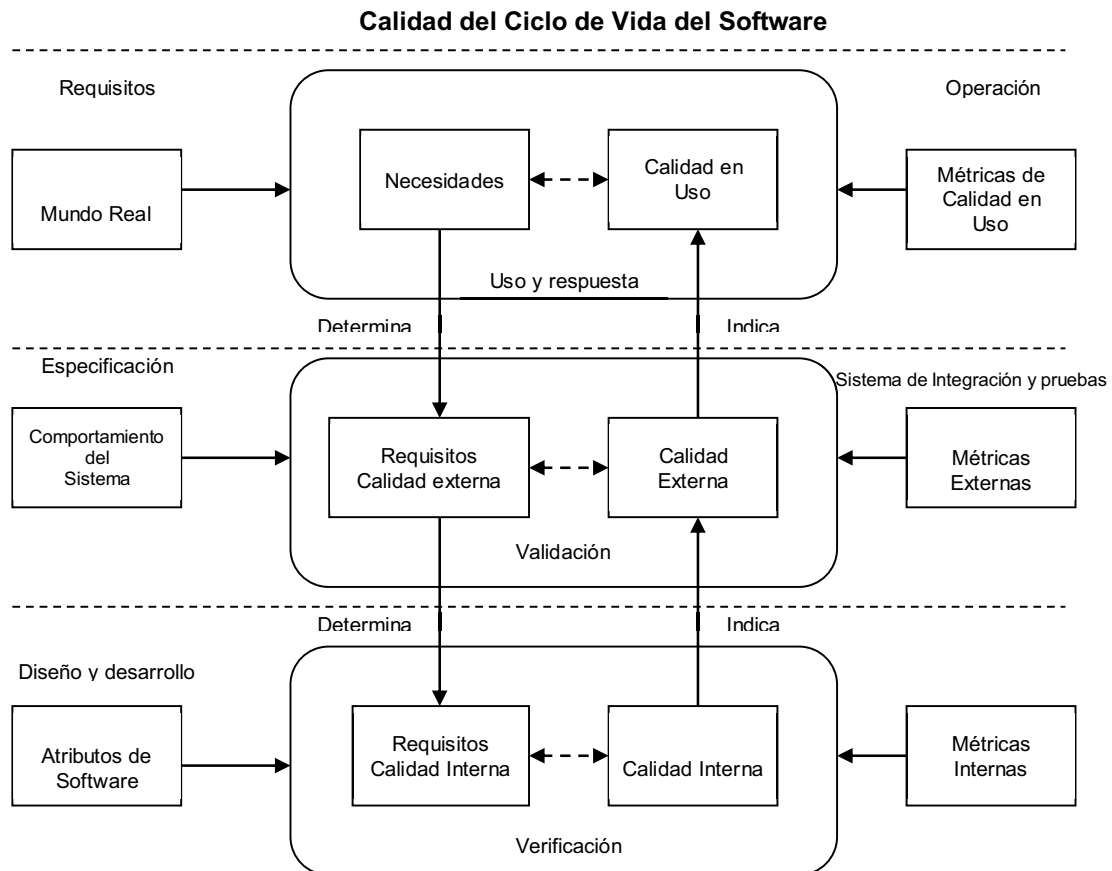 Calidad del Ciclo de Vida del Software
Requisitos
Operación
Mundo Real
Necesidades
Calidad en
Uso
Métricas de
Calidad en
Uso
Uso y respuesta
Determina
Indica
Especificación
Sistema de Integración y pruebas
Comportamiento
del
Sistema
Requisitos
Calidad externa
Calidad
Externa
Métricas
Externas
Validación
Determina
Indica
Diseño y desarrollo
Atributos de
Software
Requisitos
Calidad Interna
Calidad Interna
Métricas
Internas
Verificación